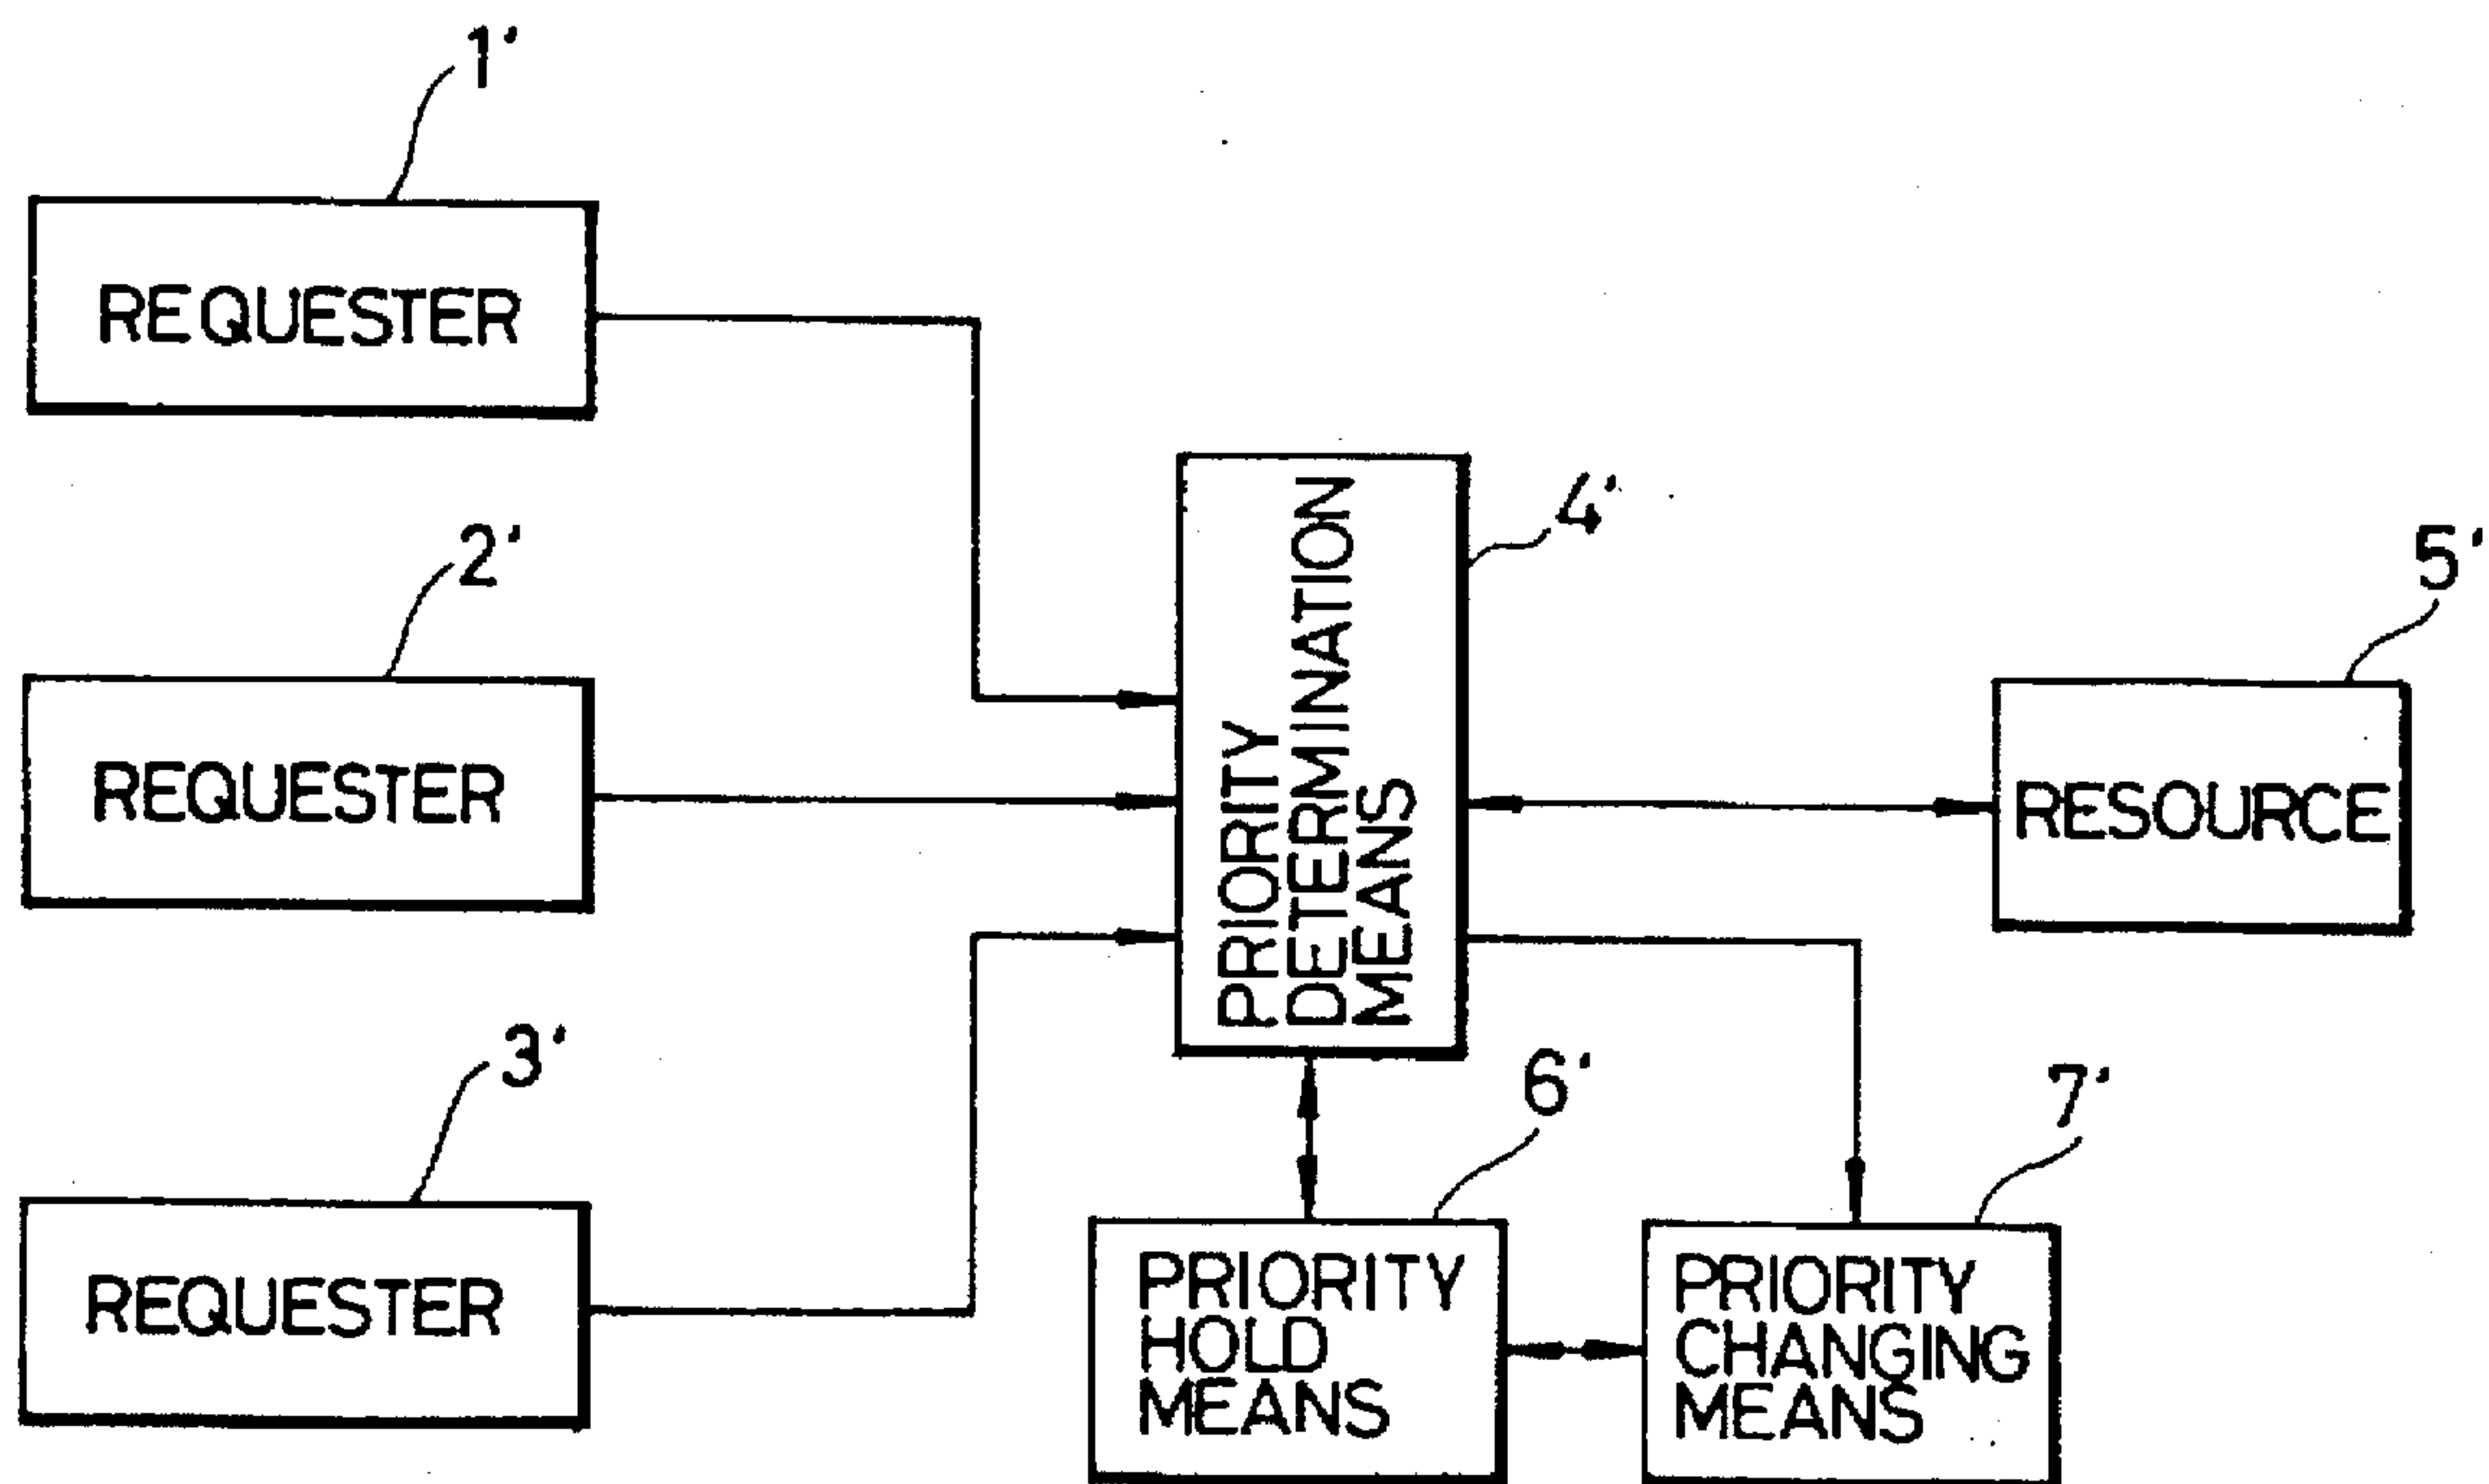 1'
REQUESTER
2'
REQUESTER
3'
REQUESTER
PRIORITY
DETERMINATION
MEANS
4'
5'
RESOURCE
6'
PRIORITY
HOLD
MEANS
7'
PRIORITY
CHANGING
MEANS